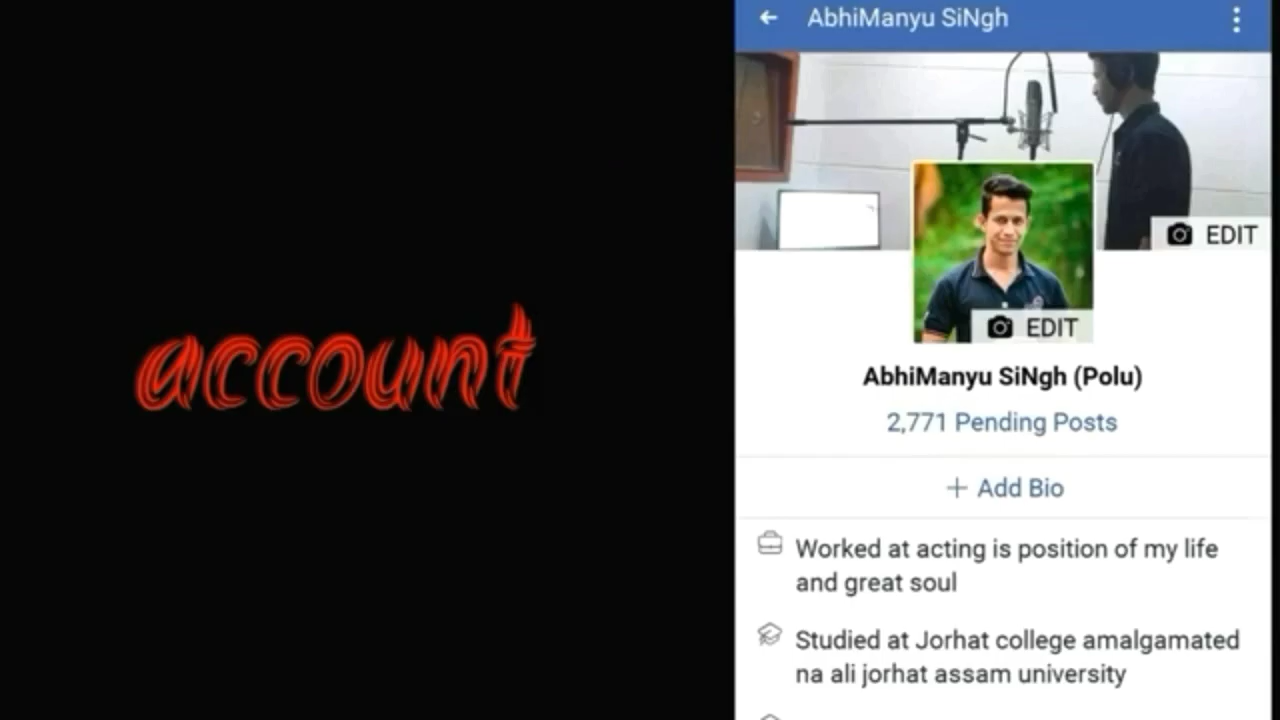 account
AbhiManyu SiNgh
EDIT
EDIT
AbhiManyu SiNgh (Polu)
2,771 Pending Posts
+ Add Bio
Worked at acting is position of my life
and great soul
Studied at Jorhat college amalgamated
na ali jorhat assam university